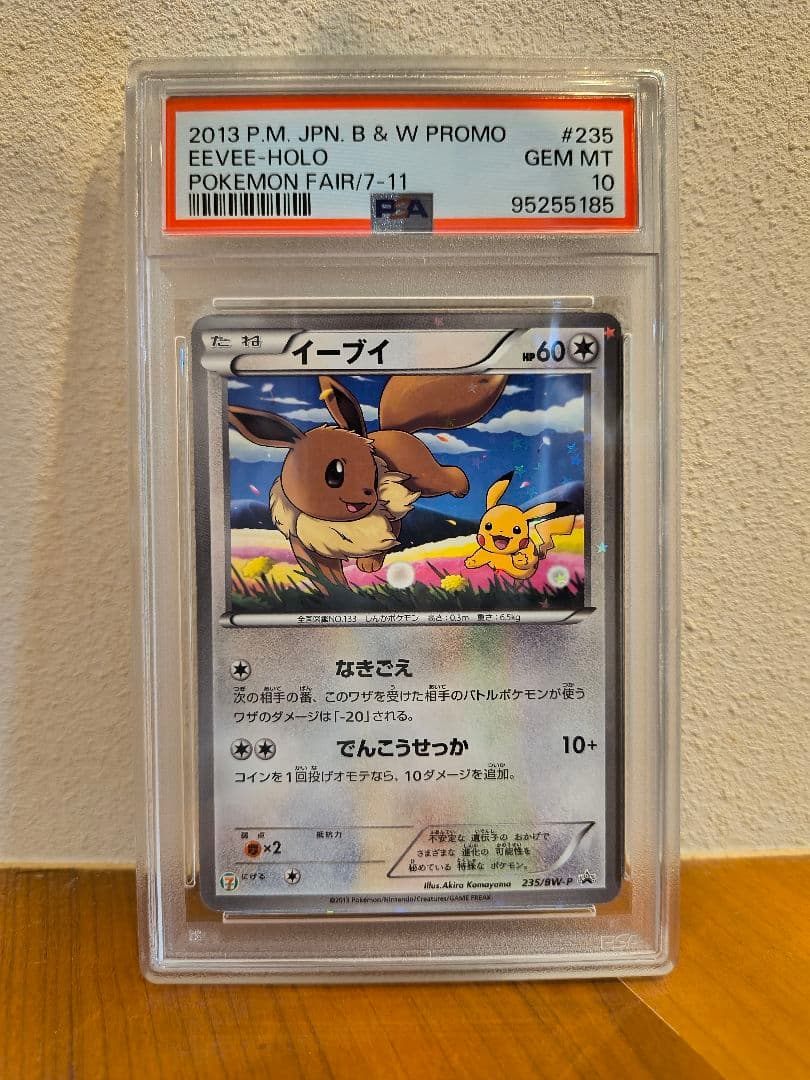 2013 P.M. JPN. B & W PROMO #235
EEVEE-HOLO GEM MT
POKEMON FAIR/7-11 10
PSA 95255185
たね イーブイ HP60
全国図鑑NO.133 しんかポケモン 高さ:0.3m 重さ:6.5kg
なきごえ
次の相手の番、このワザを受けた相手のバトルポケモンが使う
ワザのダメージは「-20」される。
でんこうせっか 10+
コインを1回投げオモテなら、10ダメージを追加。
弱点 抵抗力
×2
不安定な 遺伝子の おかげで
さまざまな 進化の 可能性を
秘めている 特殊な ポケモン。
7 にげる
Illus.Akira Komayama 235/BW-P
©2013 Pokémon/Nintendo/Creatures/GAME FREAK.